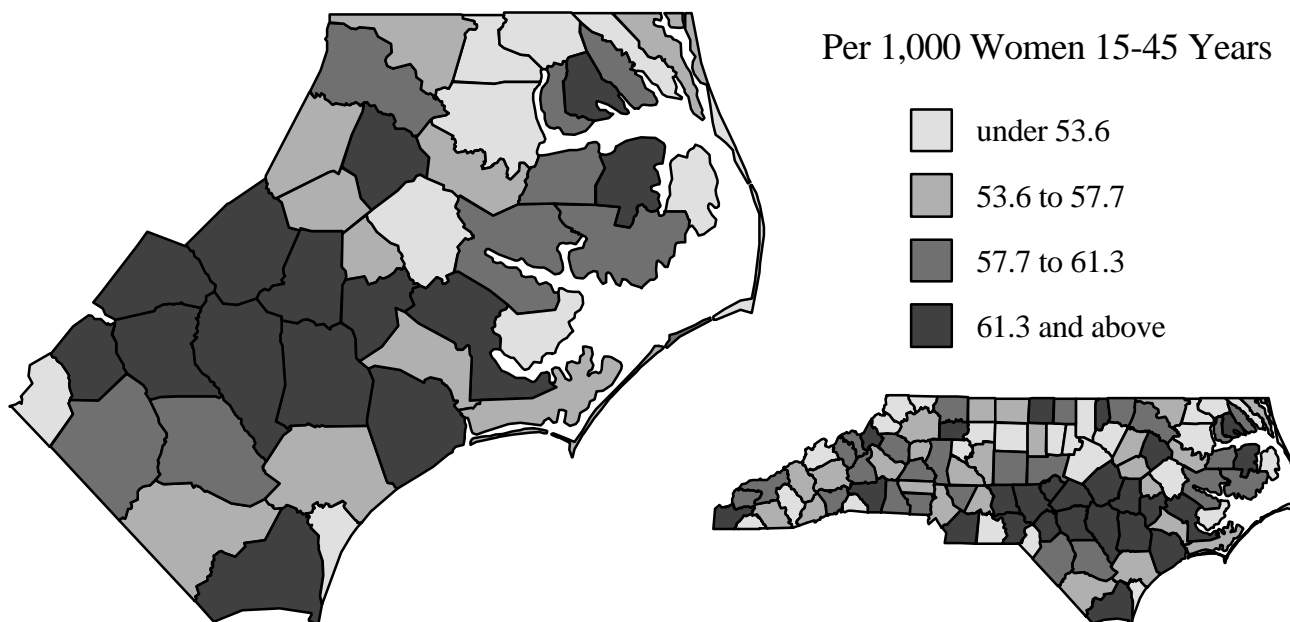 Per 1,000 Women 15-45 Years
under 53.6
53.6 to 57.7
57.7 to 61.3
61.3 and above